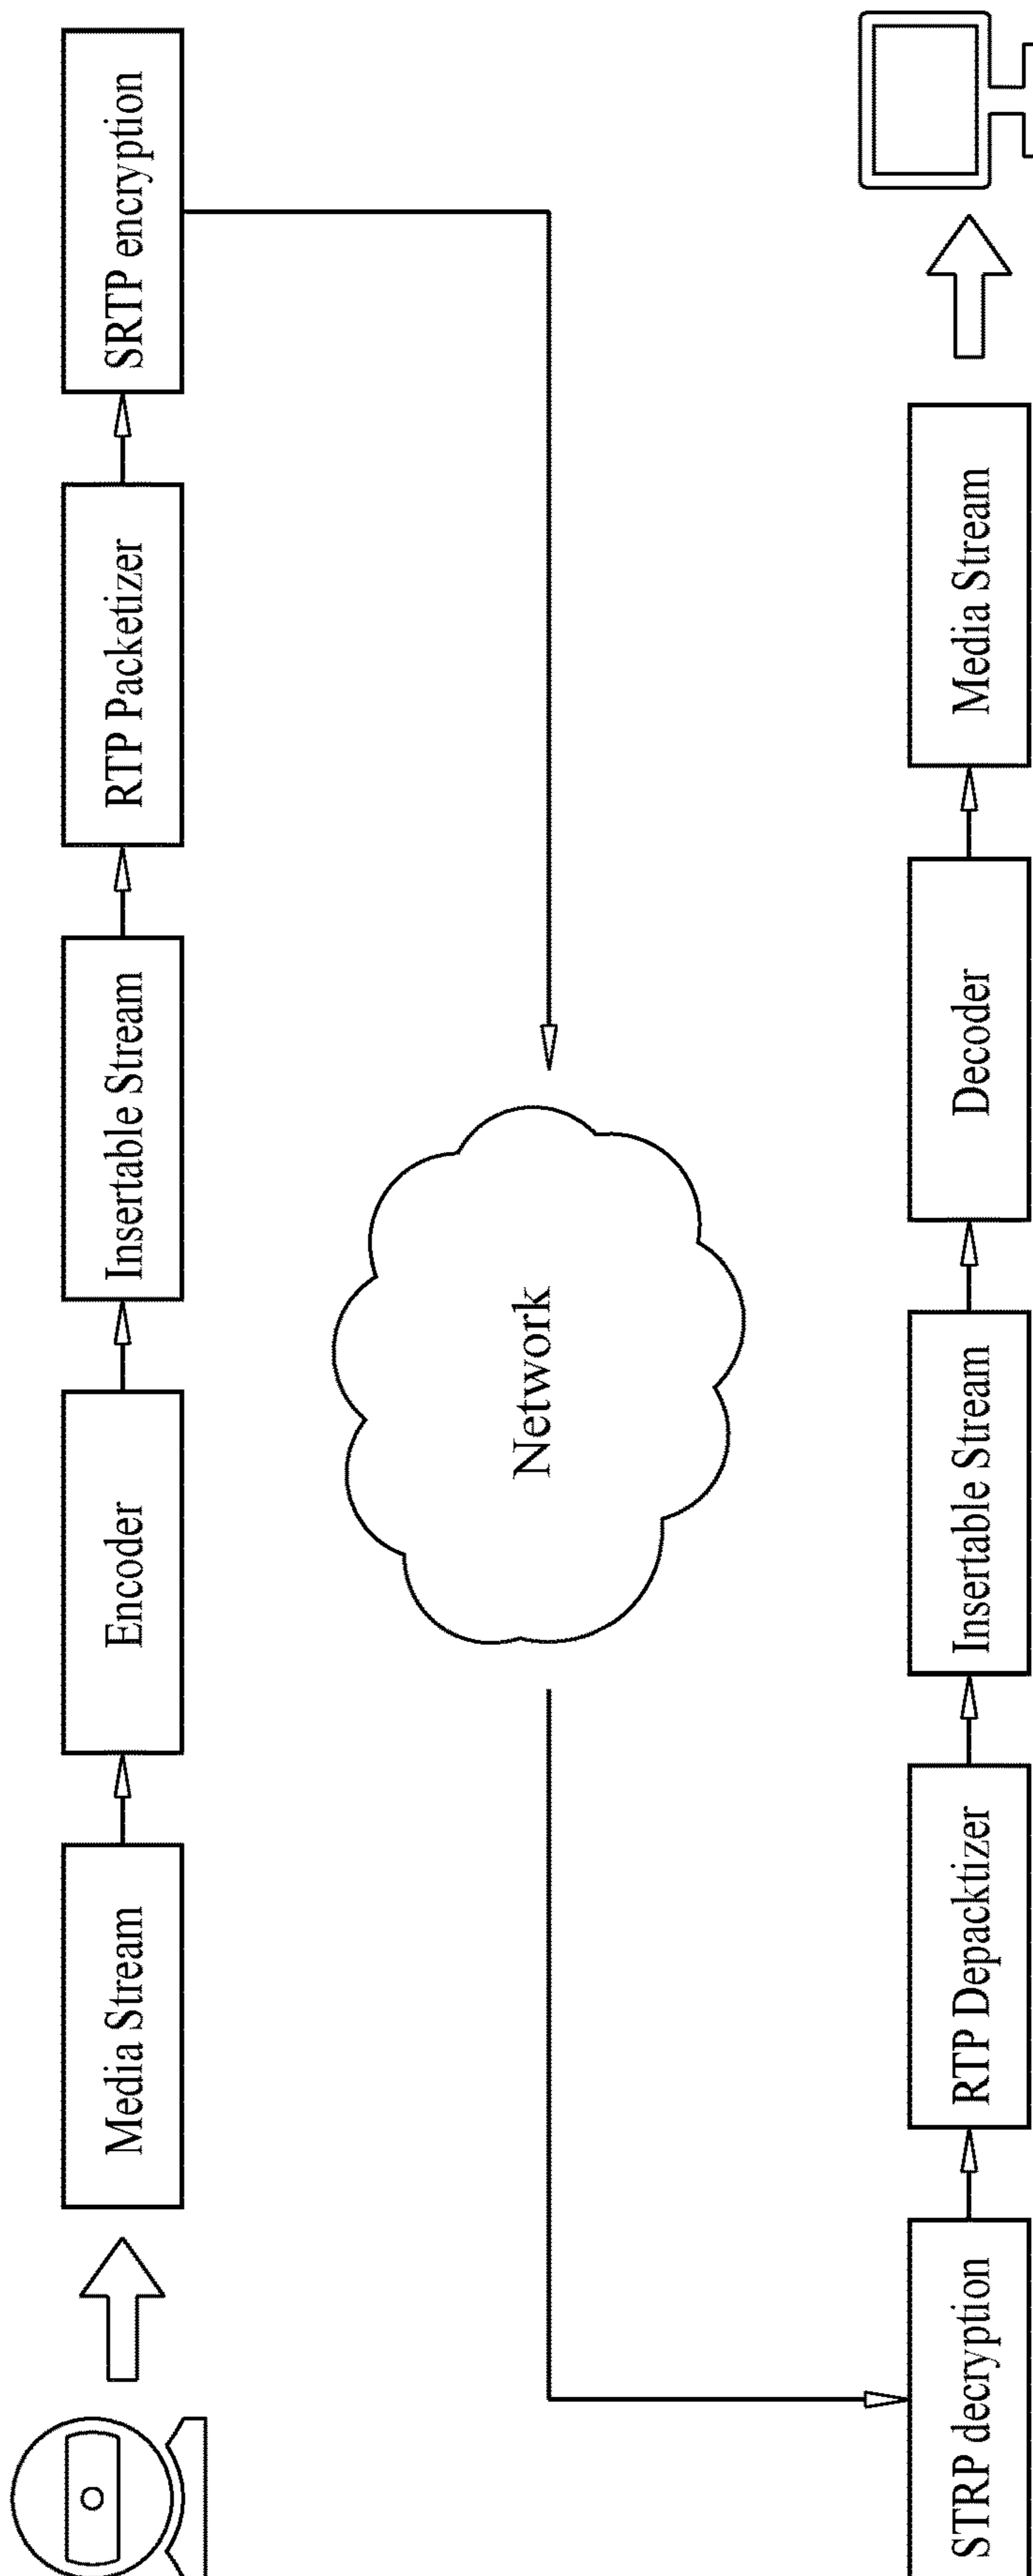 Media Stream
Encoder
Insertable Stream
RTP Packetizer
SRTP encryption
Network
STRP decryption
RTP Depacktizer
Insertable Stream
Decoder
Media Stream